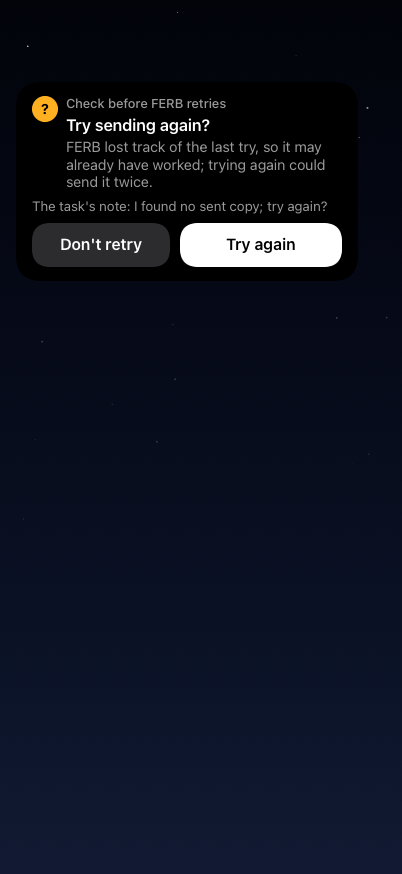 ?
Check before FERB retries
Try sending again?
FERB lost track of the last try, so it may
already have worked; trying again could
send it twice.
The task's note: I found no sent copy; try again?
Don't retry
Try again